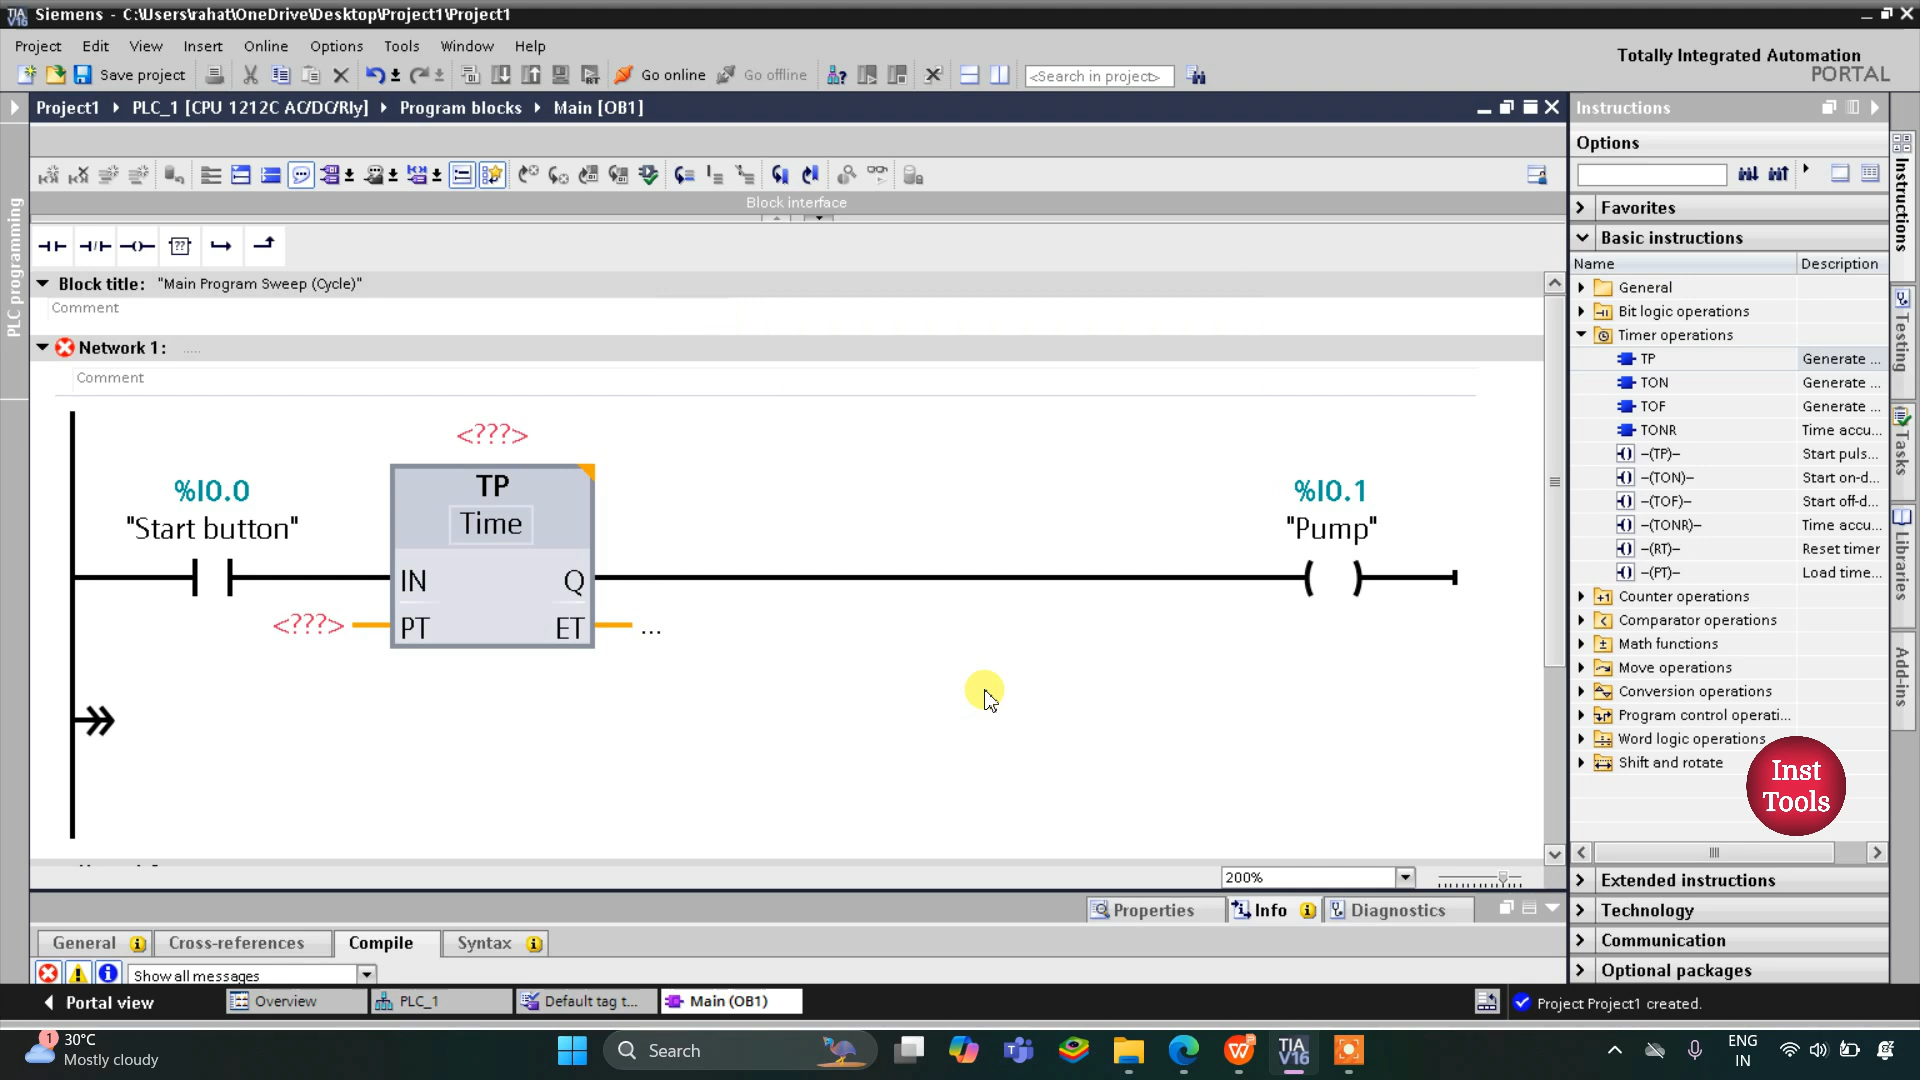 Siemens - C:\Users\rahat\OneDrive\Desktop\Project1\Project1
Project Edit View Insert Online Options Tools Window Help
Totally Integrated Automation
PORTAL
Save project
Go online
Go offline
<Search in project>
Project1 PLC_1 [CPU 1212C AC/DC/Rly] Program blocks Main [OB1]
Instructions
Options
Block interface
Favorites
Basic instructions
Name Description
Block title: "Main Program Sweep (Cycle)"
Comment
Network 1: .....
Comment
General
Bit logic operations
Timer operations
TP Generate ...
TON Generate ...
TOF Generate ...
TONR Time accu...
-(TP)- Start puls...
-(TON)- Start on-d...
-(TOF)- Start off-d...
-(TONR)- Time accu...
-(RT)- Reset timer
-(PT)- Load time...
Counter operations
Comparator operations
Math functions
Move operations
Conversion operations
Program control operati...
Word logic operations
Shift and rotate
Inst
Tools
<???>
TP
Time
%I0.0
"Start button"
%I0.1
"Pump"
IN Q
<???> PT ET ...
200%
Extended instructions
Technology
Communication
Optional packages
Properties Info Diagnostics
General Cross-references Compile Syntax
Show all messages
Portal view Overview PLC_1 Default tag t... Main (OB1)
Project Project1 created.
PLC programming
Instructions
Testing
Tasks
Libraries
Add-ins
1
30°C
Mostly cloudy
Search
TIA
V16
ENG
IN